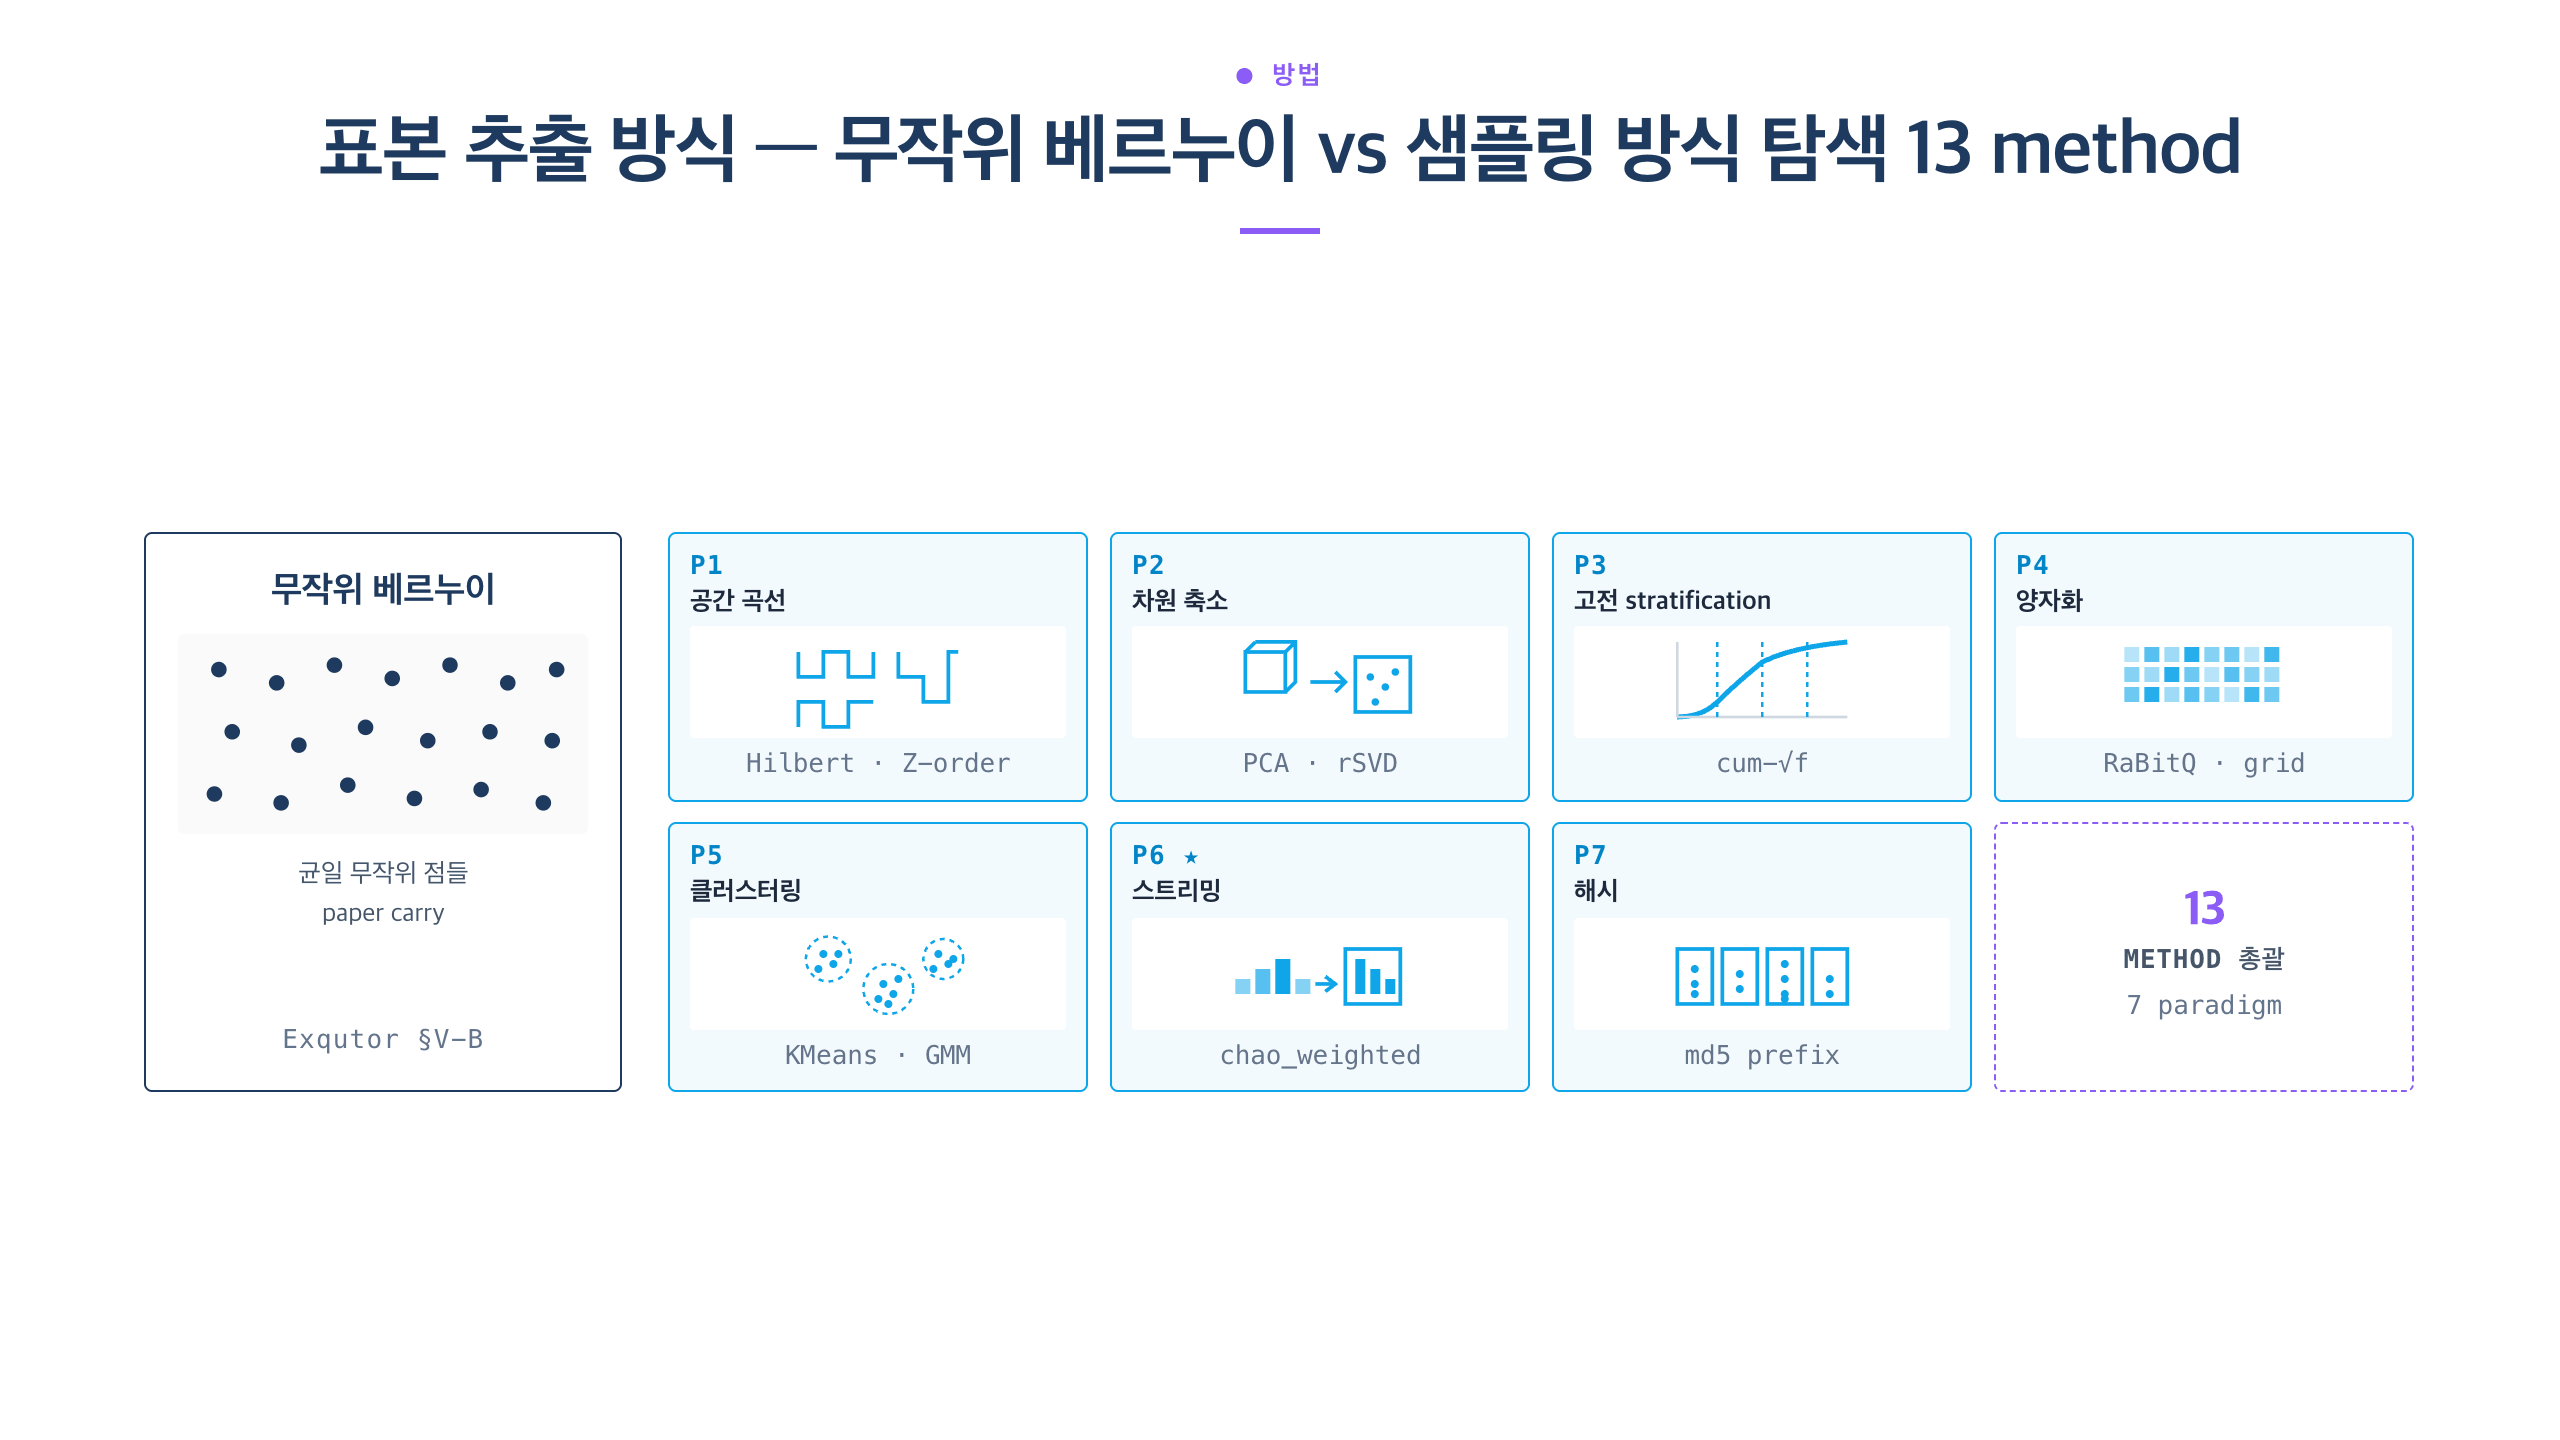 방법
표본 추출 방식 — 무작위 베르누이 vs 샘플링 방식 탐색 13 method
무작위 베르누이
균일 무작위 점들
paper carry
Exqutor §V−B
P1
공간 곡선
Hilbert · Z−order
P2
차원 축소
PCA · rSVD
P3
고전 stratification
cum−√f
P4
양자화
RaBitQ · grid
P5
클러스터링
KMeans · GMM
P6 ★
스트리밍
chao_weighted
P7
해시
md5 prefix
13
METHOD 총괄
7 paradigm